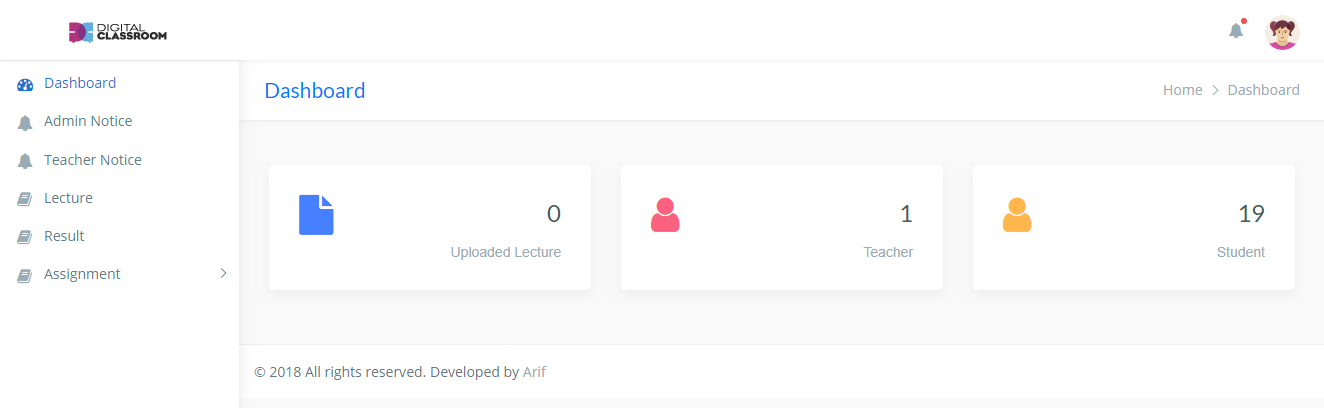 DIGITAL
CLASSROOM
Dashboard
Admin Notice
Teacher Notice
Lecture
Result
Assignment
Dashboard
Home > Dashboard
0
Uploaded Lecture
1
Teacher
19
Student
© 2018 All rights reserved. Developed by Arif